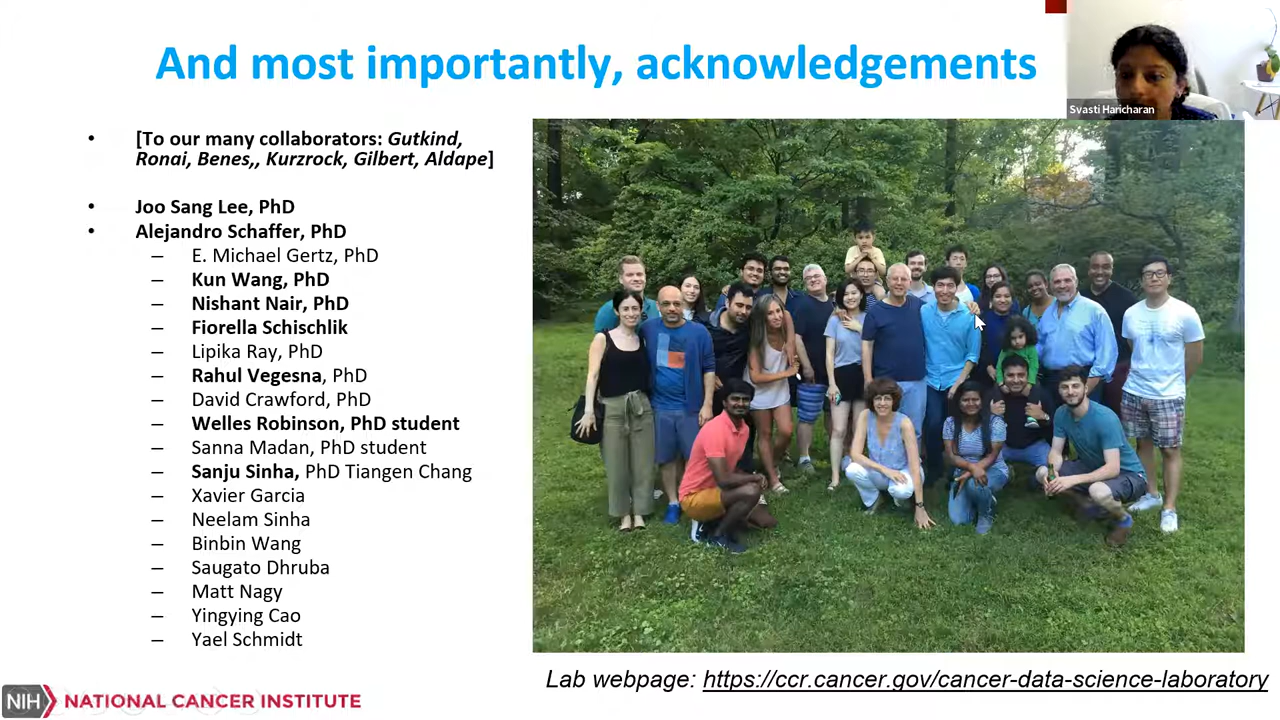 And most importantly, acknowledgements
Svasti Haricharan
• [To our many collaborators: Gutkind,
Ronai, Benes,, Kurzrock, Gilbert, Aldape]
• Joo Sang Lee, PhD
• Alejandro Schaffer, PhD
– E. Michael Gertz, PhD
– Kun Wang, PhD
– Nishant Nair, PhD
– Fiorella Schischlik
– Lipika Ray, PhD
– Rahul Vegesna, PhD
– David Crawford, PhD
– Welles Robinson, PhD student
– Sanna Madan, PhD student
– Sanju Sinha, PhD Tiangen Chang
– Xavier Garcia
– Neelam Sinha
– Binbin Wang
– Saugato Dhruba
– Matt Nagy
– Yingying Cao
– Yael Schmidt
Lab webpage: https://ccr.cancer.gov/cancer-data-science-laboratory
NIH NATIONAL CANCER INSTITUTE